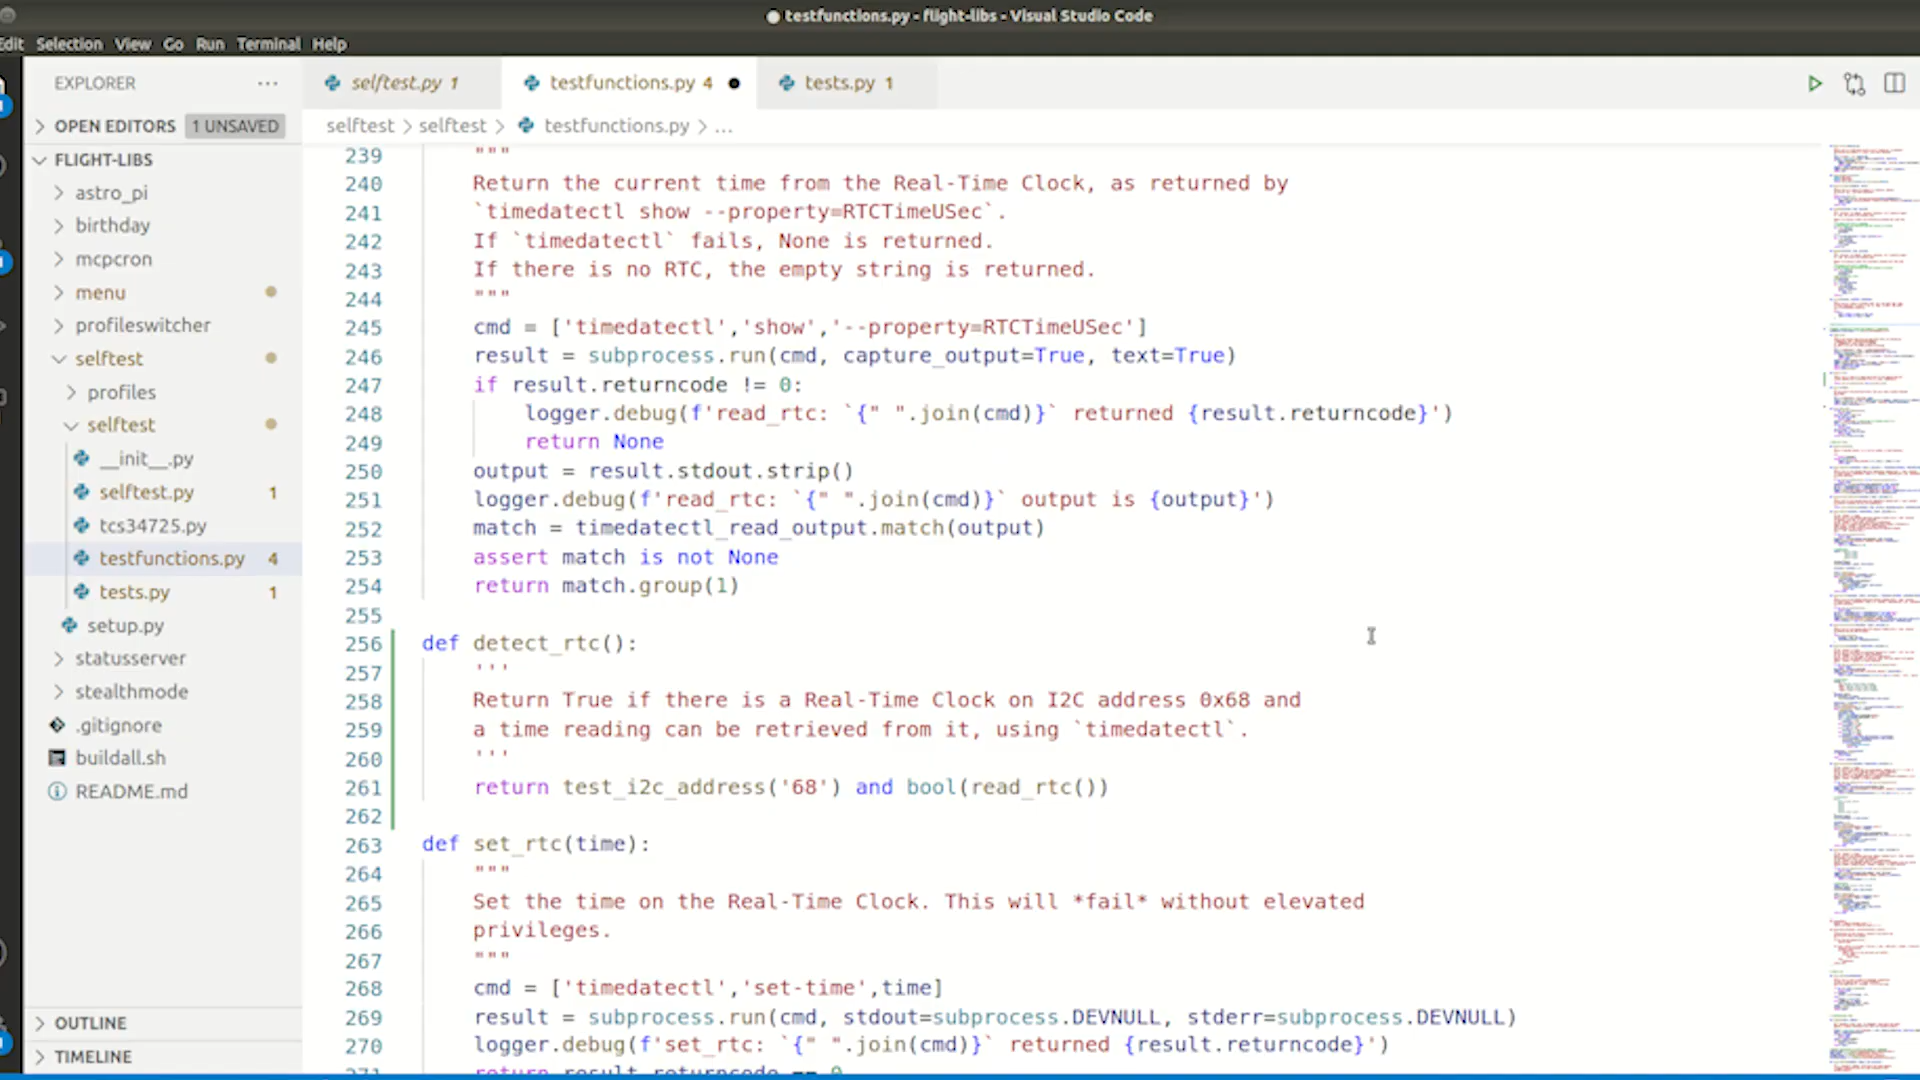 testfunctions.py - flight-libs - Visual Studio Code
Edit Selection View Go Run Terminal Help
EXPLORER
selftest.py 1
testfunctions.py 4
tests.py 1
OPEN EDITORS 1 UNSAVED
selftest > selftest > testfunctions.py > ...
FLIGHT-LIBS
astro_pi
birthday
mcpcron
menu
profileswitcher
selftest
profiles
selftest
__init__.py
selftest.py 1
tcs34725.py
testfunctions.py 4
tests.py 1
setup.py
statusserver
stealthmode
.gitignore
buildall.sh
README.md
OUTLINE
TIMELINE
239 """
240 Return the current time from the Real-Time Clock, as returned by
241 `timedatectl show --property=RTCTimeUSec`.
242 If `timedatectl` fails, None is returned.
243 If there is no RTC, the empty string is returned.
244 """
245 cmd = ['timedatectl','show','--property=RTCTimeUSec']
246 result = subprocess.run(cmd, capture_output=True, text=True)
247 if result.returncode != 0:
248 logger.debug(f'read_rtc: `{" ".join(cmd)}` returned {result.returncode}')
249 return None
250 output = result.stdout.strip()
251 logger.debug(f'read_rtc: `{" ".join(cmd)}` output is {output}')
252 match = timedatectl_read_output.match(output)
253 assert match is not None
254 return match.group(1)
255
256 def detect_rtc():
257 '''
258 Return True if there is a Real-Time Clock on I2C address 0x68 and
259 a time reading can be retrieved from it, using `timedatectl`.
260 '''
261 return test_i2c_address('68') and bool(read_rtc())
262
263 def set_rtc(time):
264 """
265 Set the time on the Real-Time Clock. This will *fail* without elevated
266 privileges.
267 """
268 cmd = ['timedatectl','set-time',time]
269 result = subprocess.run(cmd, stdout=subprocess.DEVNULL, stderr=subprocess.DEVNULL)
270 logger.debug(f'set_rtc: `{" ".join(cmd)}` returned {result.returncode}')
271 return result.returncode == 0